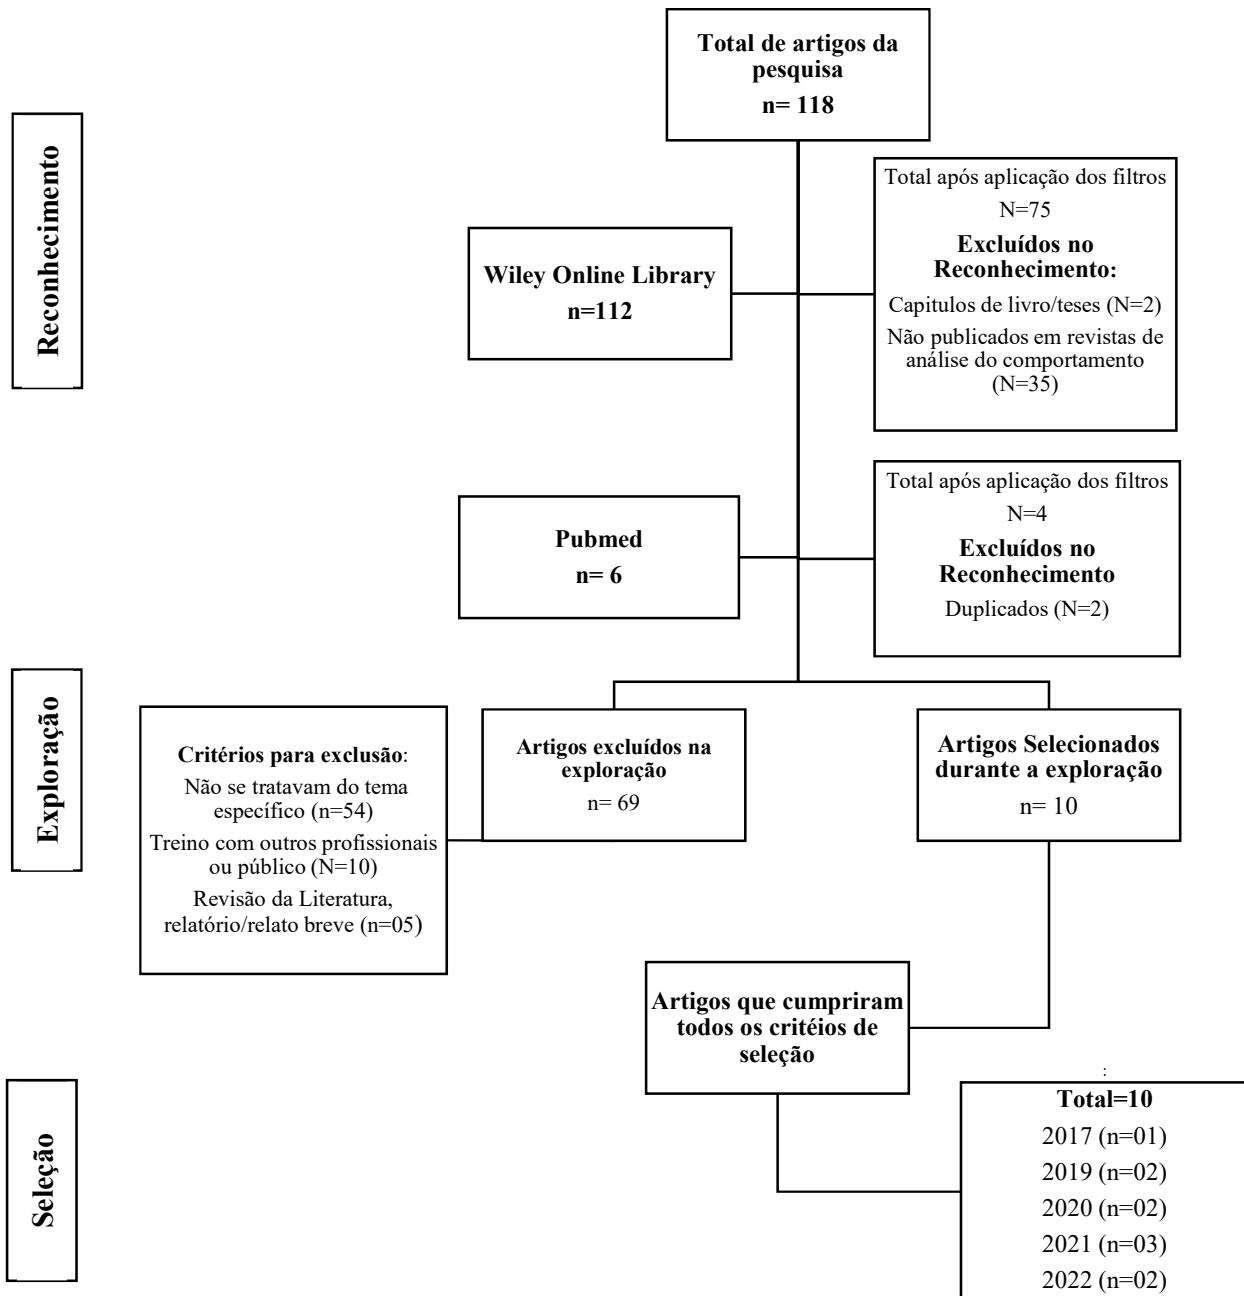 Total de artigos da
pesquisa
n= 118
Reconhecimento
Total após aplicação dos filtros
N=75
Excluídos no
Reconhecimento:
Capitulos de livro/teses (N=2)
Não publicados em revistas de
análise do comportamento
(N=35)
Wiley Online Library
n=112
Total após aplicação dos filtros
N=4
Excluídos no
Reconhecimento
Duplicados (N=2)
Pubmed
n= 6
Exploração
Critérios para exclusão:
Não se tratavam do tema
específico (n=54)
Treino com outros profissionais
ou público (N=10)
Revisão da Literatura,
relatório/relato breve (n=05)
Artigos excluídos na
exploração
n= 69
Artigos Selecionados
durante a exploração
n= 10
Artigos que cumpriram
todos os critéios de
seleção
Seleção
:
Total=10
2017 (n=01)
2019 (n=02)
2020 (n=02)
2021 (n=03)
2022 (n=02)